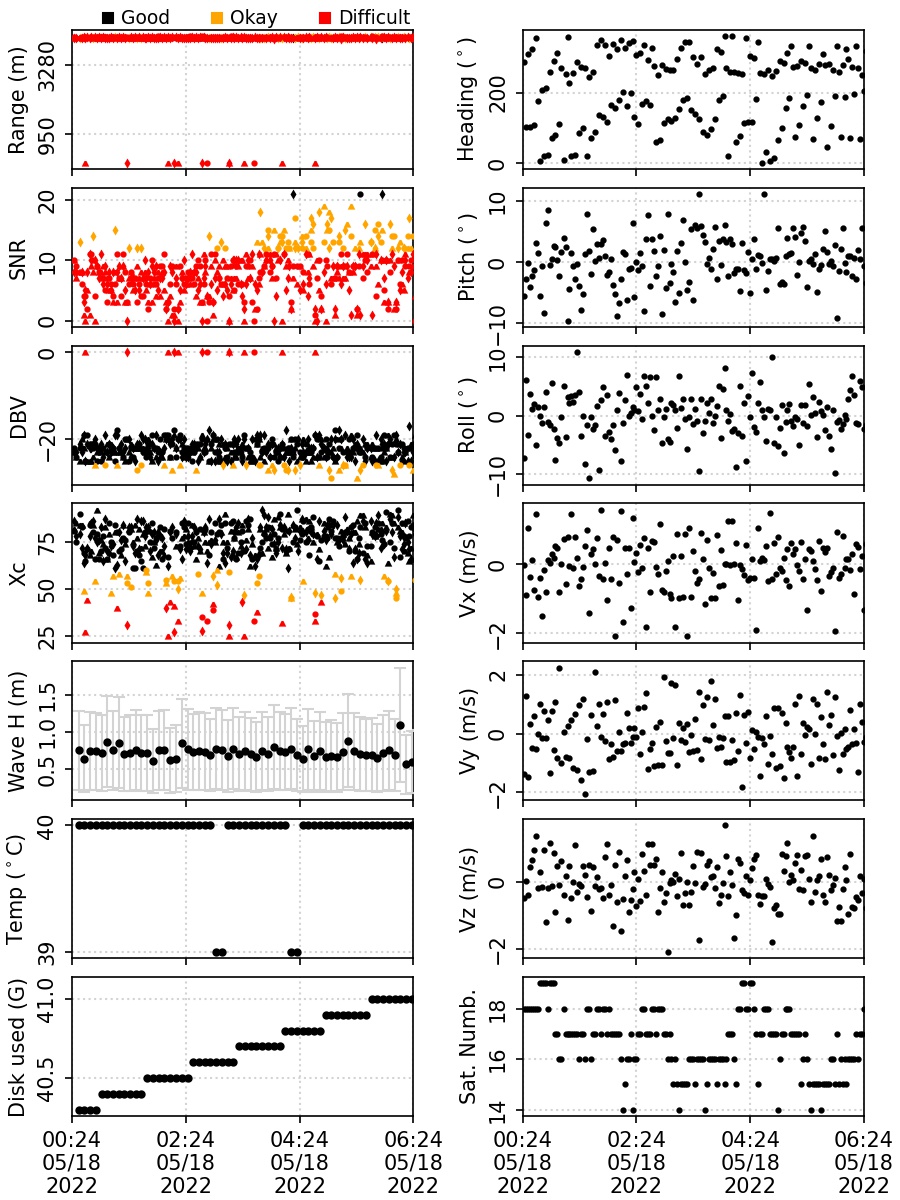 Good Okay Difficult
Range (m)
3280
950
Heading (°)
200
0
SNR
20
10
0
Pitch (°)
10
0
−10
DBV
0
−20
Roll (°)
10
0
−10
Xc
75
50
25
Vx (m/s)
0
−2
Wave H (m)
1.5
1.0
0.5
Vy (m/s)
2
0
−2
Temp (°C)
40
39
Vz (m/s)
0
−2
Disk used (G)
41.0
40.5
Sat. Numb.
18
16
14
00:24 02:24 04:24 06:24
05/18 05/18 05/18 05/18
2022 2022 2022 2022
00:24 02:24 04:24 06:24
05/18 05/18 05/18 05/18
2022 2022 2022 2022